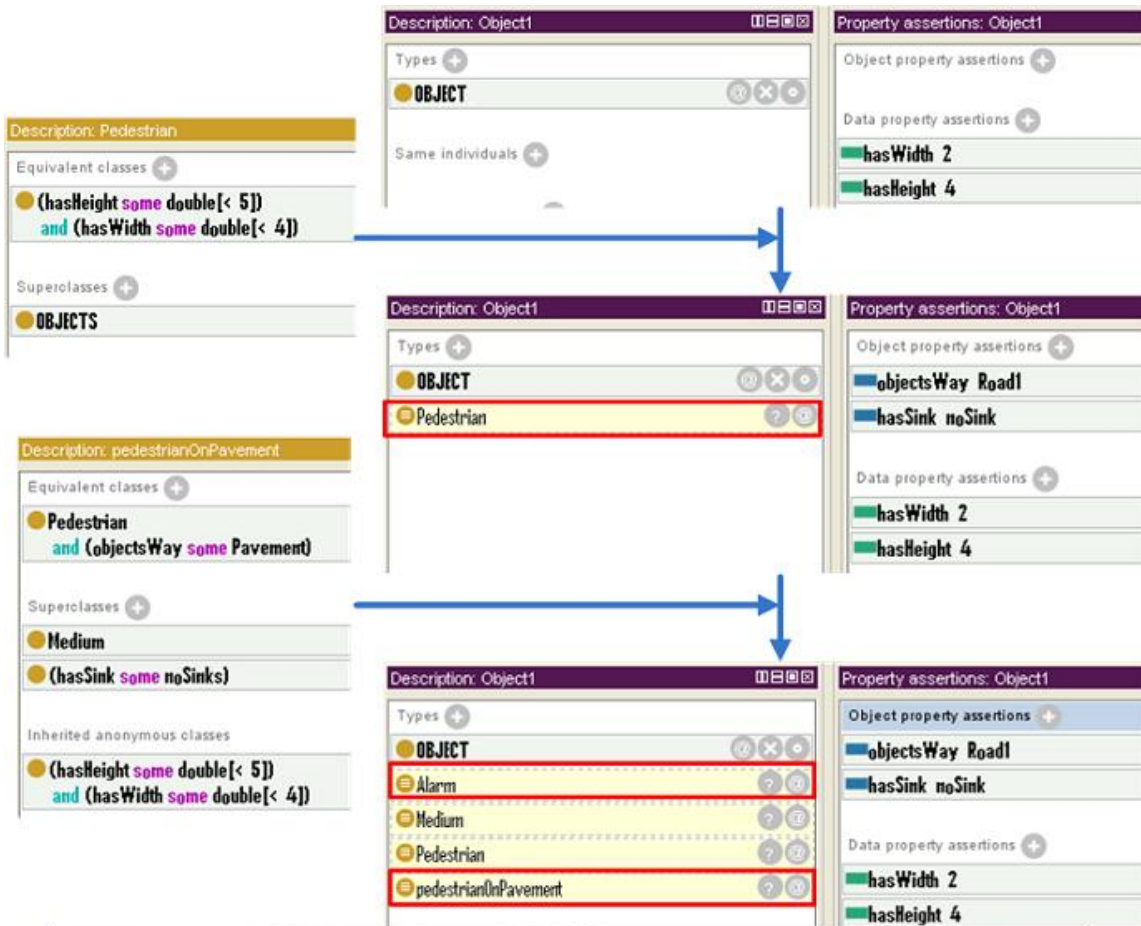 Description: Object1
Types
OBJECT
Same individuals
Property assertions: Object1
Object property assertions
Data property assertions
hasWidth 2
hasHeight 4
Description: Pedestrian
Equivalent classes
(hasHeight some double[< 5])
and (hasWidth some double[< 4])
Superclasses
OBJECTS
Description: Object1
Types
OBJECT
Pedestrian
Property assertions: Object1
Object property assertions
objectsWay Road1
hasSink noSink
Data property assertions
hasWidth 2
hasHeight 4
Description: pedestrianOnPavement
Equivalent classes
Pedestrian
and (objectsWay some Pavement)
Superclasses
Medium
(hasSink some noSinks)
Inherited anonymous classes
(hasHeight some double[< 5])
and (hasWidth some double[< 4])
Description: Object1
Types
OBJECT
Alarm
Medium
Pedestrian
pedestrianOnPavement
Property assertions: Object1
Object property assertions
objectsWay Road1
hasSink noSink
Data property assertions
hasWidth 2
hasHeight 4